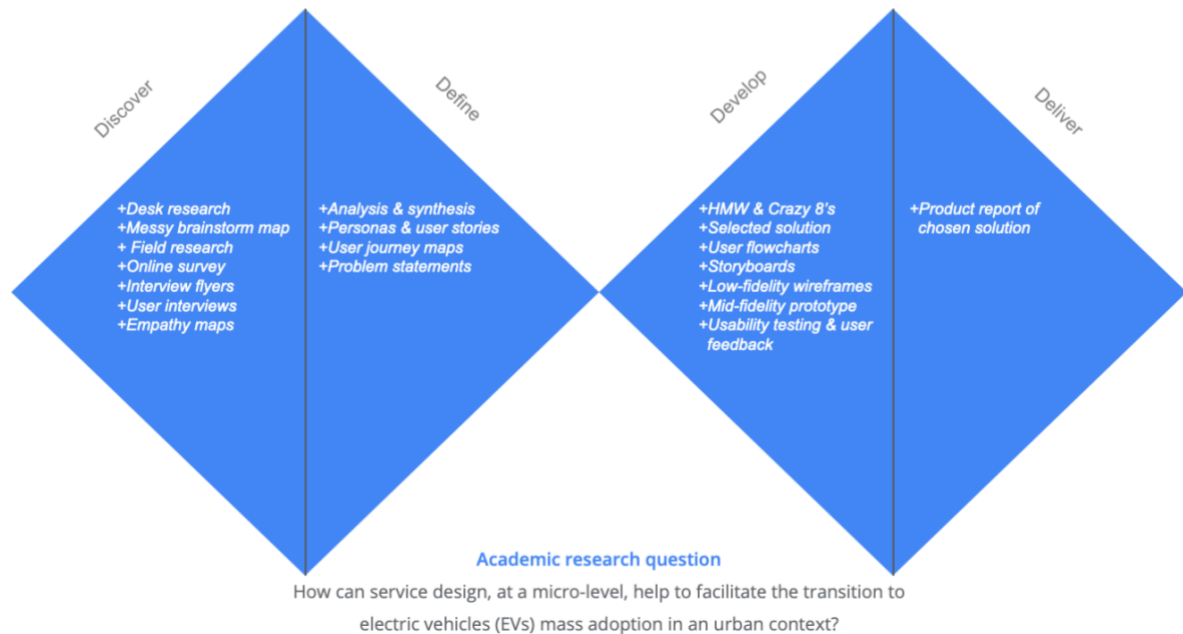 Discover
Define
Develop
Deliver
+Desk research
+Messy brainstorm map
+ Field research
+Online survey
+Interview flyers
+User interviews
+Empathy maps
+Analysis & synthesis
+Personas & user stories
+User journey maps
+Problem statements
+HMW & Crazy 8's
+Selected solution
+User flowcharts
+Storyboards
+Low-fidelity wireframes
+Mid-fidelity prototype
+Usability testing & user
feedback
+Product report of
chosen solution
Academic research question
How can service design, at a micro-level, help to facilitate the transition to
electric vehicles (EVs) mass adoption in an urban context?